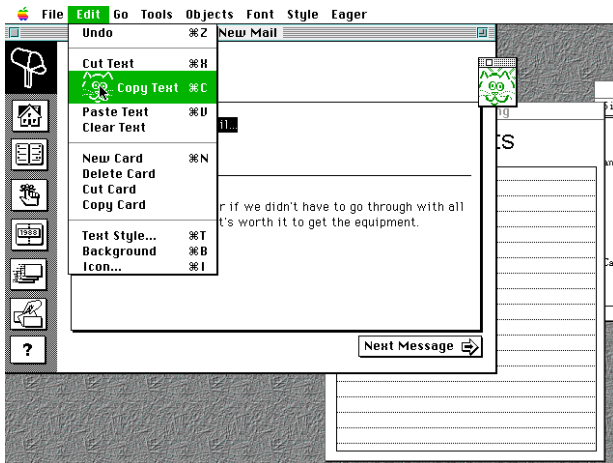 File Edit Go Tools Objects Font Style Eager
New Mail
Undo ⌘Z
Cut Text ⌘X
Copy Text ⌘C
Paste Text ⌘V
Clear Text
New Card ⌘N
Delete Card
Cut Card
Copy Card
r if we didn't have to go through with all
t's worth it to get the equipment.
Text Style... ⌘T
Background ⌘B
Icon... ⌘I
1988
?
Next Message